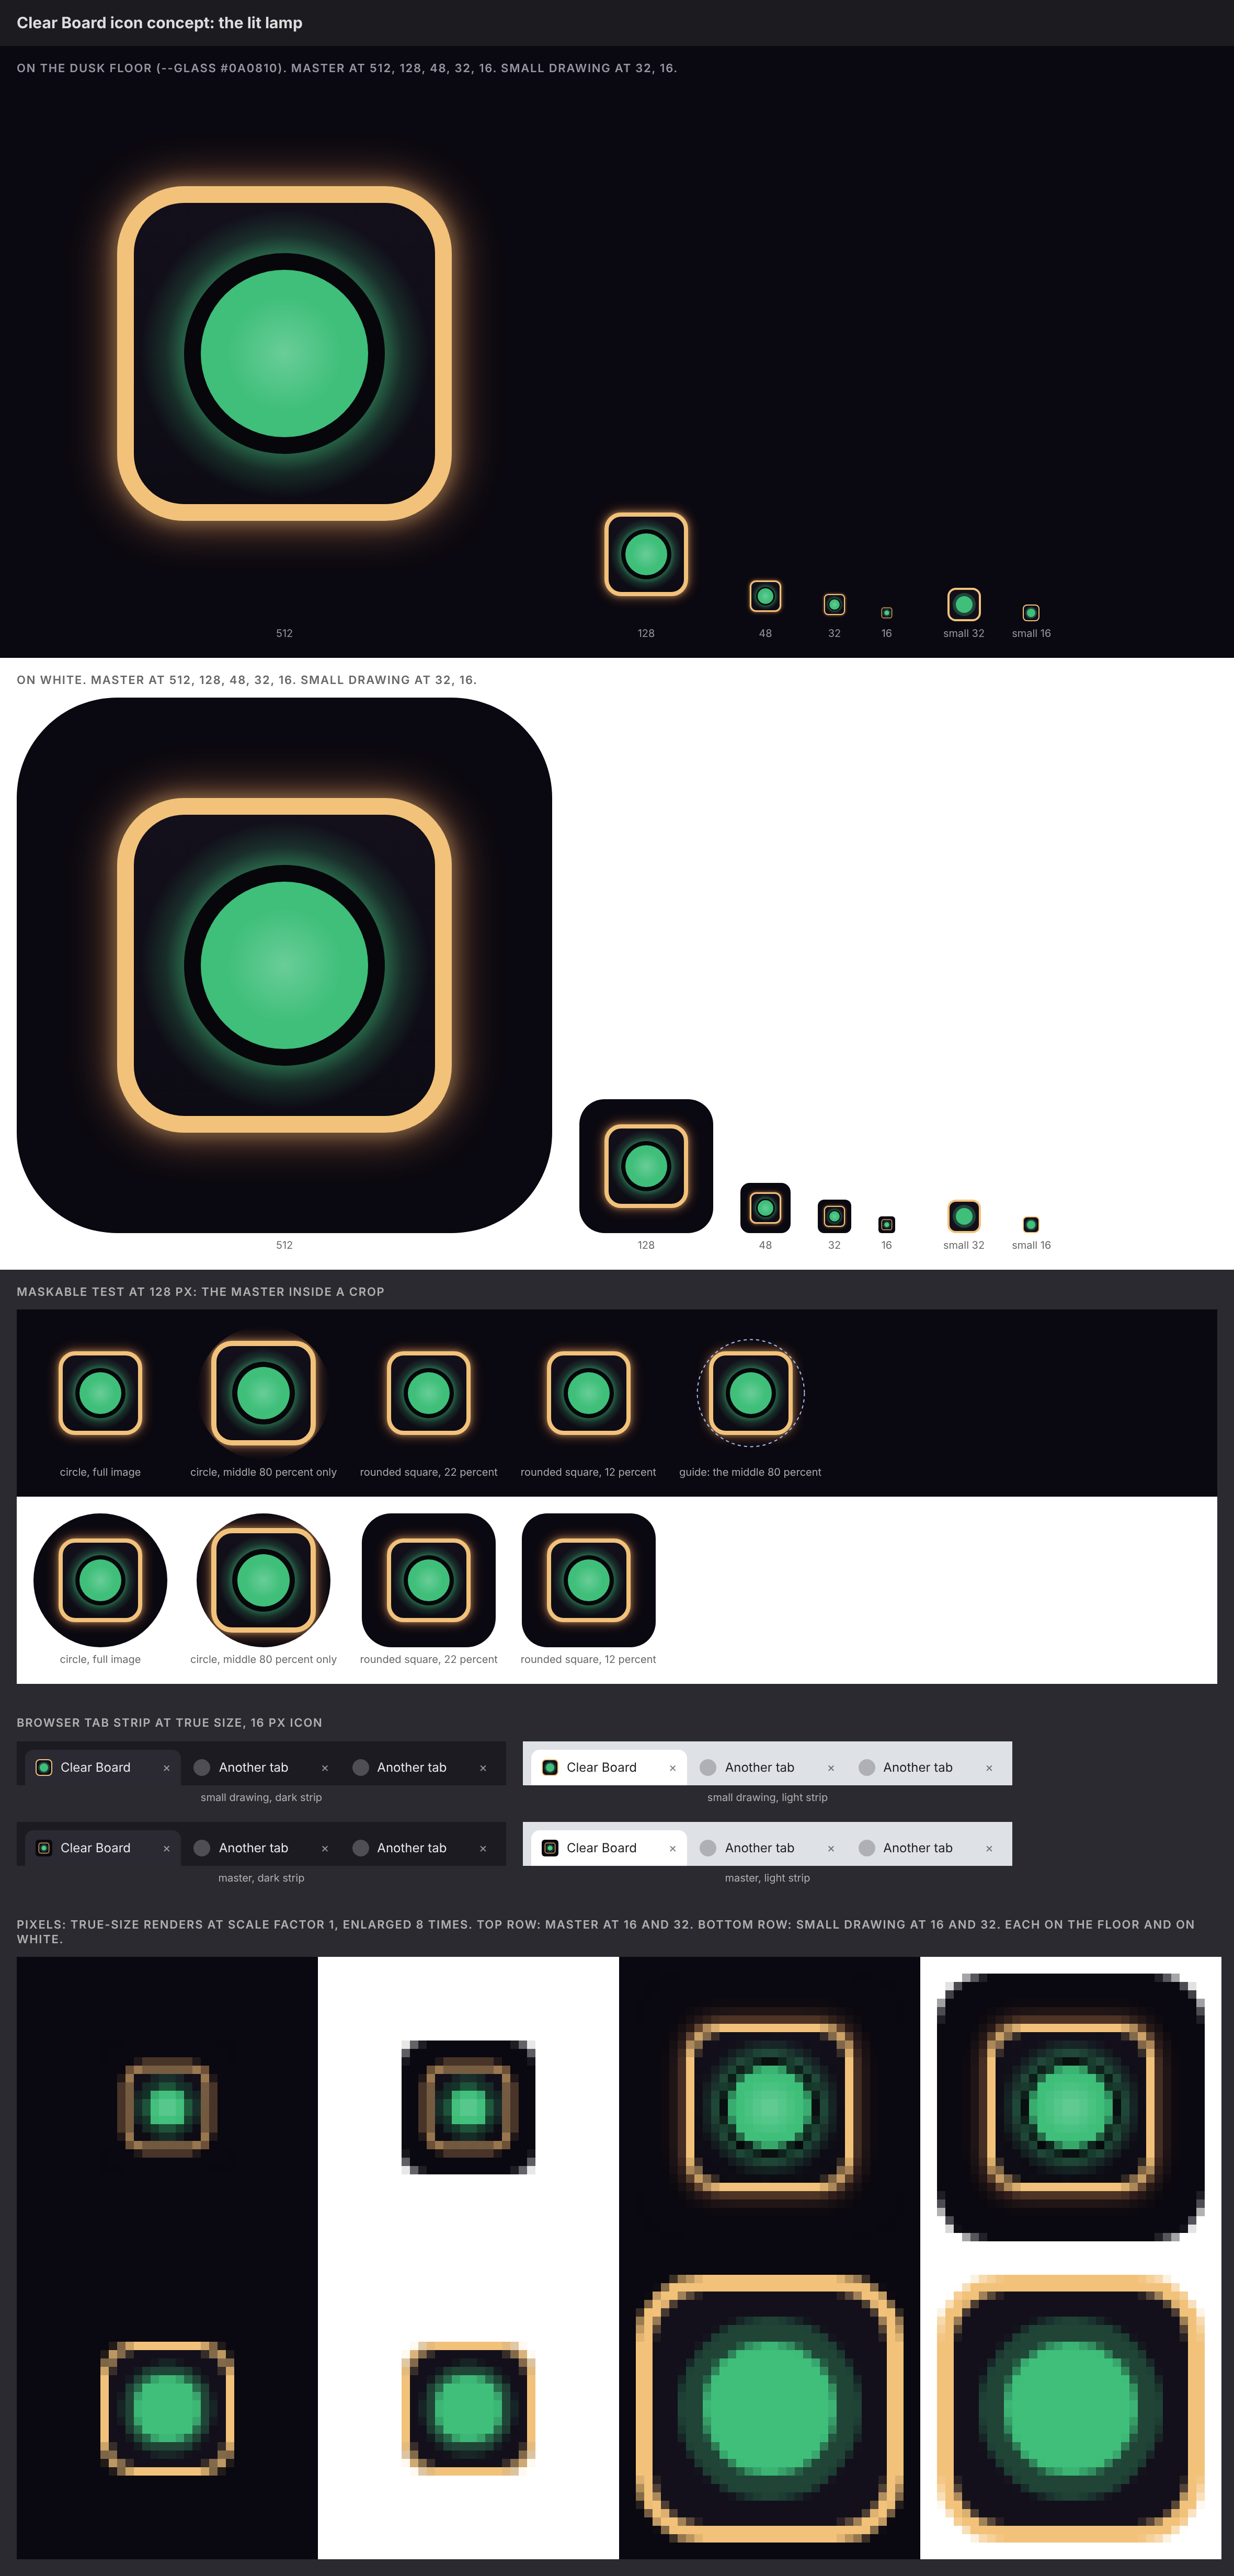 Clear Board icon concept: the lit lamp
ON THE DUSK FLOOR (--GLASS #0A0810). MASTER AT 512, 128, 48, 32, 16. SMALL DRAWING AT 32, 16.
512 128 48 32 16 small 32 small 16
ON WHITE. MASTER AT 512, 128, 48, 32, 16. SMALL DRAWING AT 32, 16.
512 128 48 32 16 small 32 small 16
MASKABLE TEST AT 128 PX: THE MASTER INSIDE A CROP
circle, full image circle, middle 80 percent only rounded square, 22 percent rounded square, 12 percent guide: the middle 80 percent
circle, full image circle, middle 80 percent only rounded square, 22 percent rounded square, 12 percent
BROWSER TAB STRIP AT TRUE SIZE, 16 PX ICON
Clear Board × Another tab × Another tab × Clear Board × Another tab × Another tab ×
small drawing, dark strip small drawing, light strip
Clear Board × Another tab × Another tab × Clear Board × Another tab × Another tab ×
master, dark strip master, light strip
PIXELS: TRUE-SIZE RENDERS AT SCALE FACTOR 1, ENLARGED 8 TIMES. TOP ROW: MASTER AT 16 AND 32. BOTTOM ROW: SMALL DRAWING AT 16 AND 32. EACH ON THE FLOOR AND ON
WHITE.